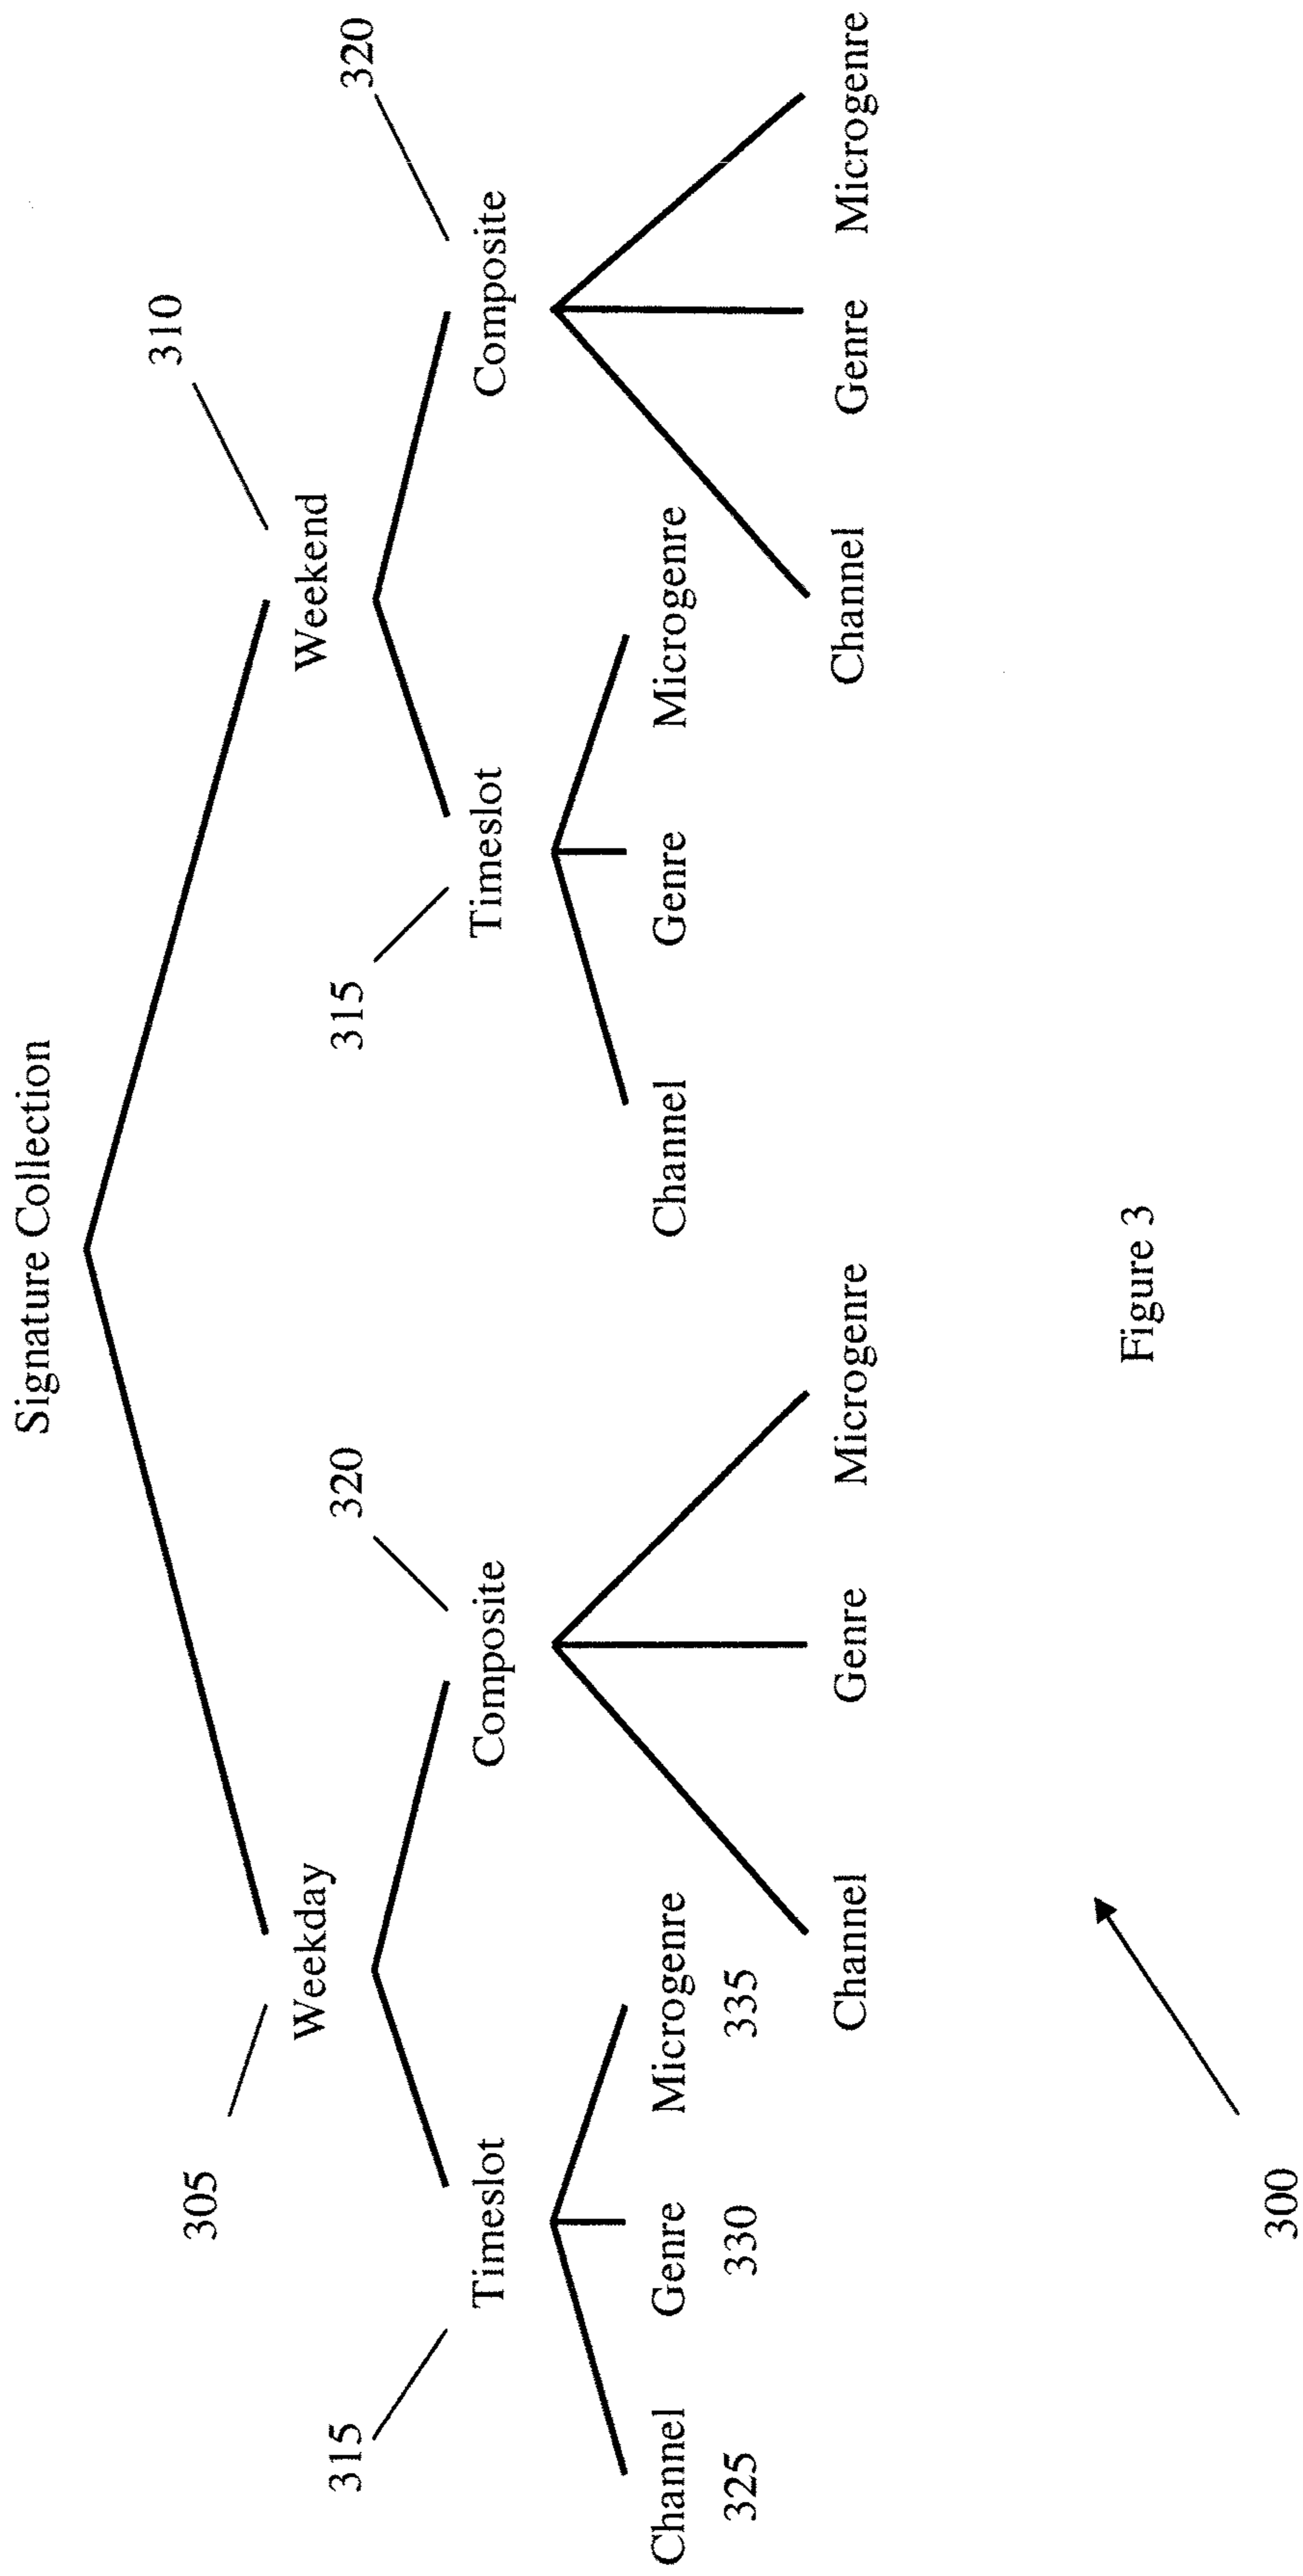 Signature Collection
305
310
Weekday
Weekend
315
320
315
320
Timeslot
Composite
Timeslot
Composite
Channel
Genre
Microgenre
Channel
Genre
Microgenre
325
330
335
Channel
Genre
Microgenre
Channel
Genre
Microgenre
300
Figure 3